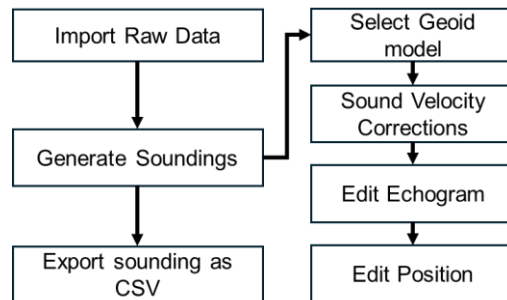 Import Raw Data
Generate Soundings
Export sounding as
CSV
Select Geoid
model
Sound Velocity
Corrections
Edit Echogram
Edit Position